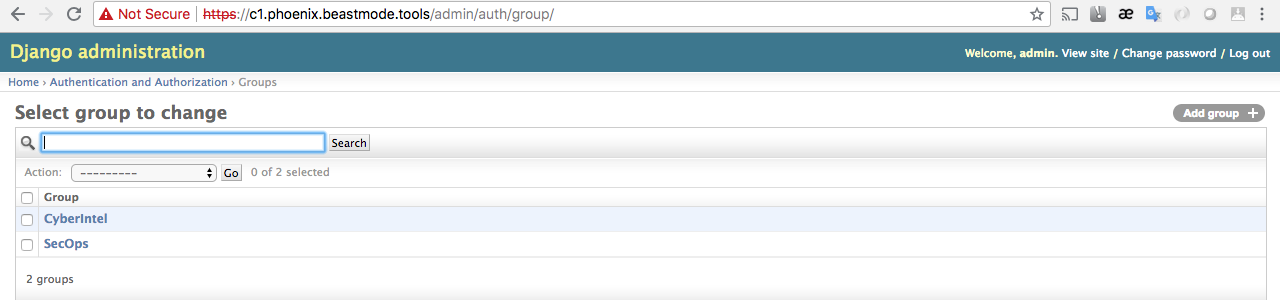 Not Secure https://c1.phoenix.beastmode.tools/admin/auth/group/
Django administration
Welcome, admin. View site / Change password / Log out
Home › Authentication and Authorization › Groups
Select group to change
Add group +
Search
Action: --------- Go 0 of 2 selected
Group
CyberIntel
SecOps
2 groups